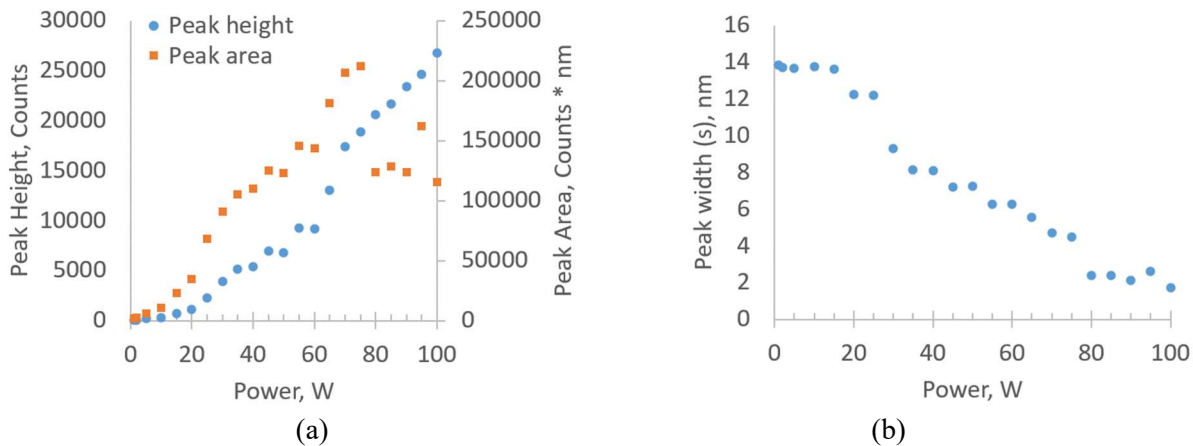 Peak height
Peak area
Peak Height, Counts
30000
25000
20000
15000
10000
5000
0
0 20 40 60 80 100
Power, W
250000
200000
150000
100000
50000
0
Peak Area, Counts * nm
(a)
Peak width (s), nm
16
14
12
10
8
6
4
2
0
0 20 40 60 80 100
Power, W
(b)